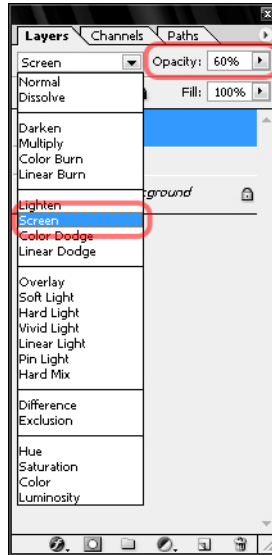 Layers Channels Paths
Screen Opacity: 60%
Normal Fill: 100%
Dissolve
Darken
Multiply
Color Burn
Linear Burn
Lighten
Screen
Color Dodge
Linear Dodge
Overlay
Soft Light
Hard Light
Vivid Light
Linear Light
Pin Light
Hard Mix
Difference
Exclusion
Hue
Saturation
Color
Luminosity